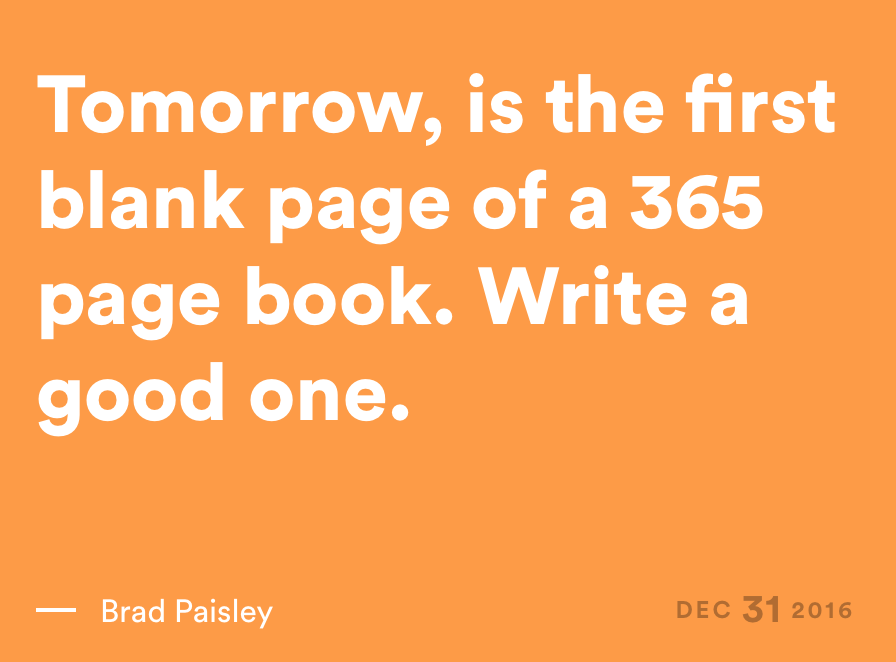 Tomorrow, is the first
blank page of a 365
page book. Write a
good one.
— Brad Paisley
DEC 31 2016